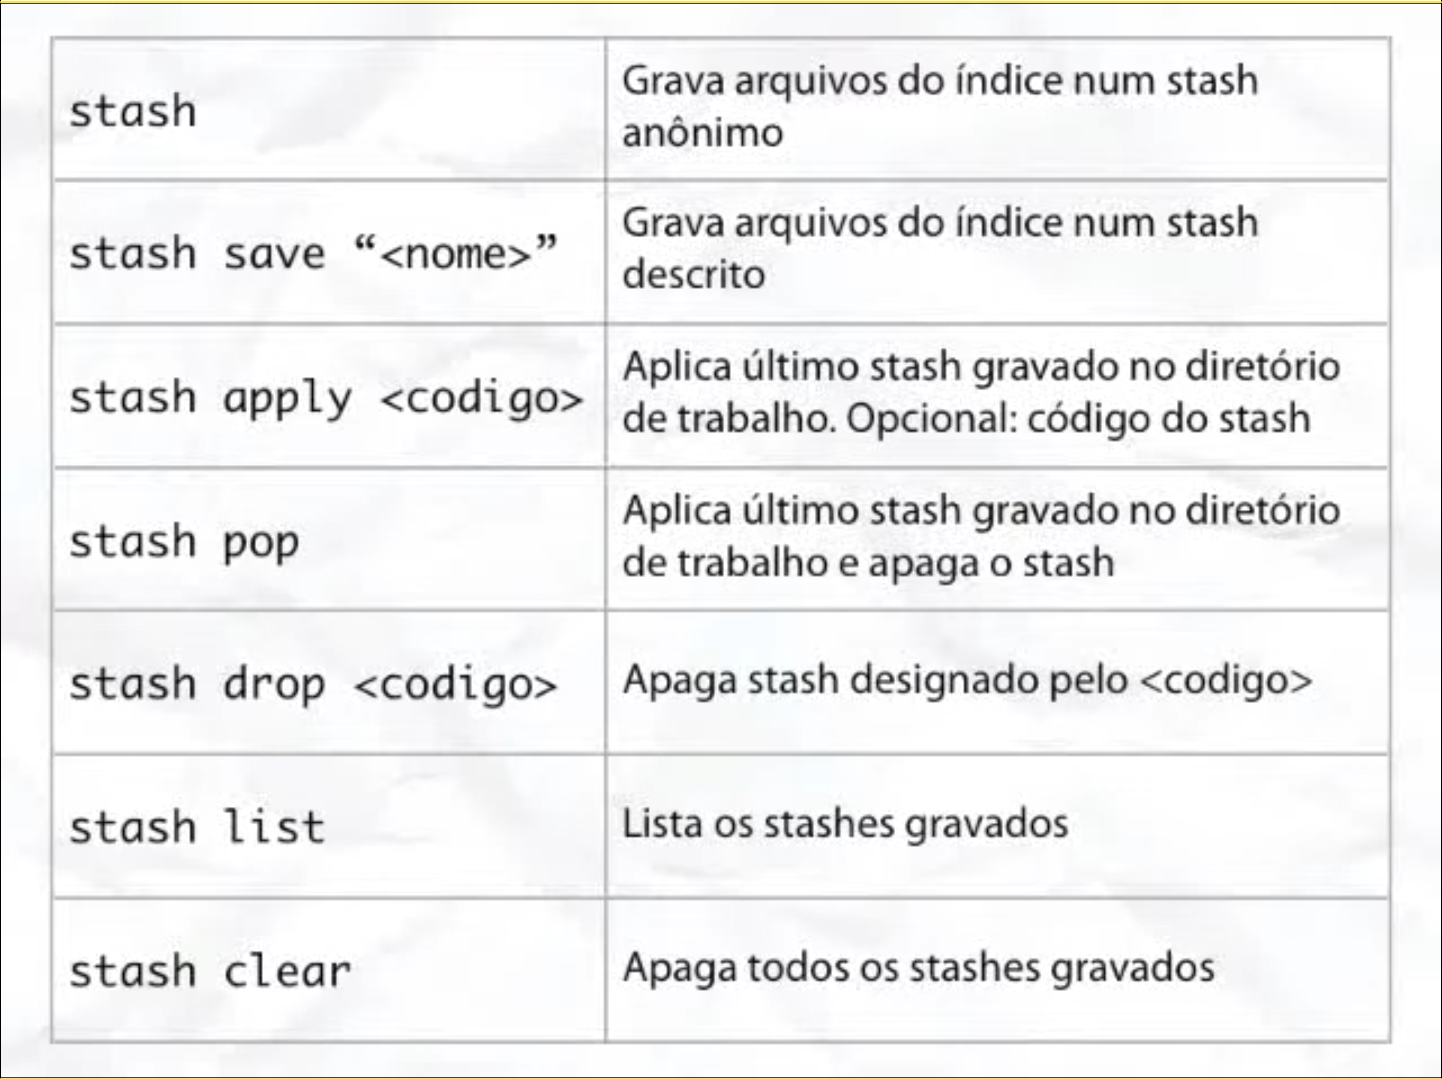 stash
Grava arquivos do índice num stash
anônimo
stash save “<nome>”
Grava arquivos do índice num stash
descrito
stash apply <codigo>
Aplica último stash gravado no diretório
de trabalho. Opcional: código do stash
stash pop
Aplica último stash gravado no diretório
de trabalho e apaga o stash
stash drop <codigo>
Apaga stash designado pelo <codigo>
stash list
Lista os stashes gravados
stash clear
Apaga todos os stashes gravados